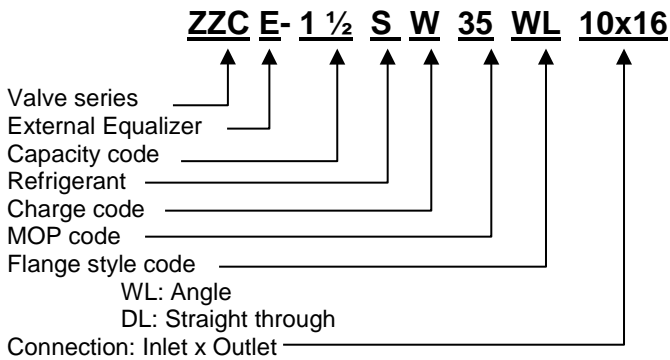 ZZC E- 1 ½ S W 35 WL 10x16
Valve series
External Equalizer
Capacity code
Refrigerant
Charge code
MOP code
Flange style code
WL: Angle
DL: Straight through
Connection: Inlet x Outlet